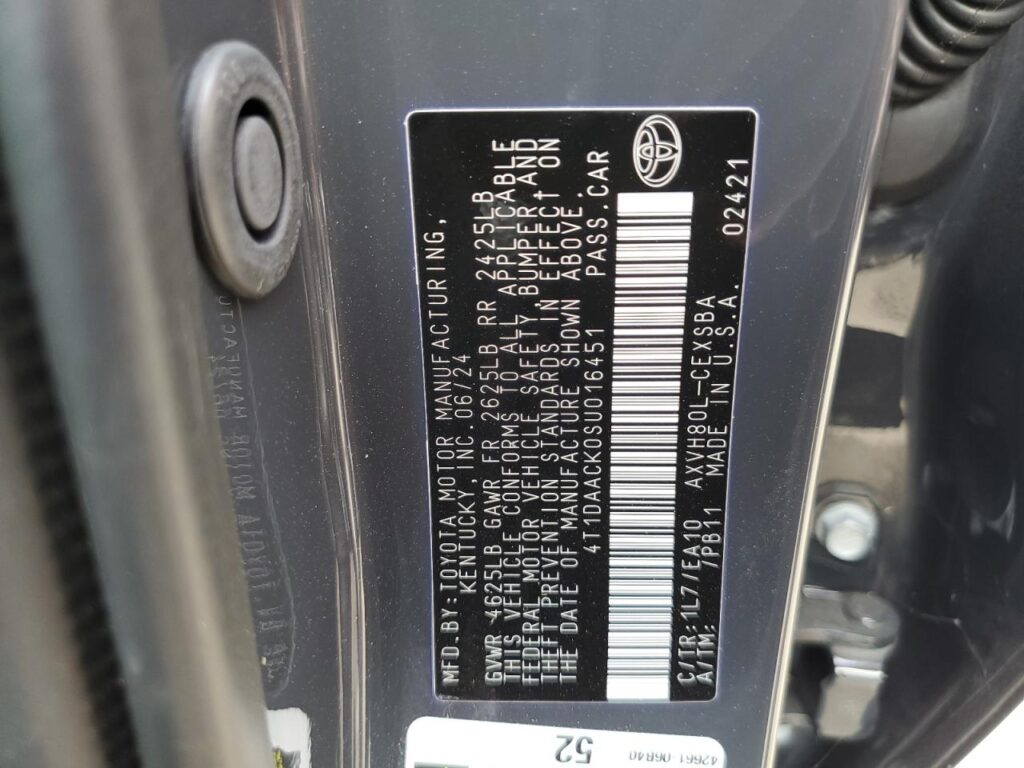 MFD.BY:TOYOTA MOTOR MANUFACTURING,
KENTUCKY,INC.06/24
GVWR 4625LB GAWR FR 2625LB RR 2425LB
THIS VEHICLE CONFORMS TO ALL APPLICABLE
FEDERAL MOTOR VEHICLE SAFETY,BUMPER,AND
THEFT PREVENTION STANDARDS IN EFFECT ON
THE DATE OF MANUFACTURE SHOWN ABOVE.
4T1DAACK0SU016451 PASS.CAR
C/TR:1L7/EA10 AXVH80L-CEXSBA 02421
A/TM: /PB11 MADE IN U.S.A.
52
42661-06B40